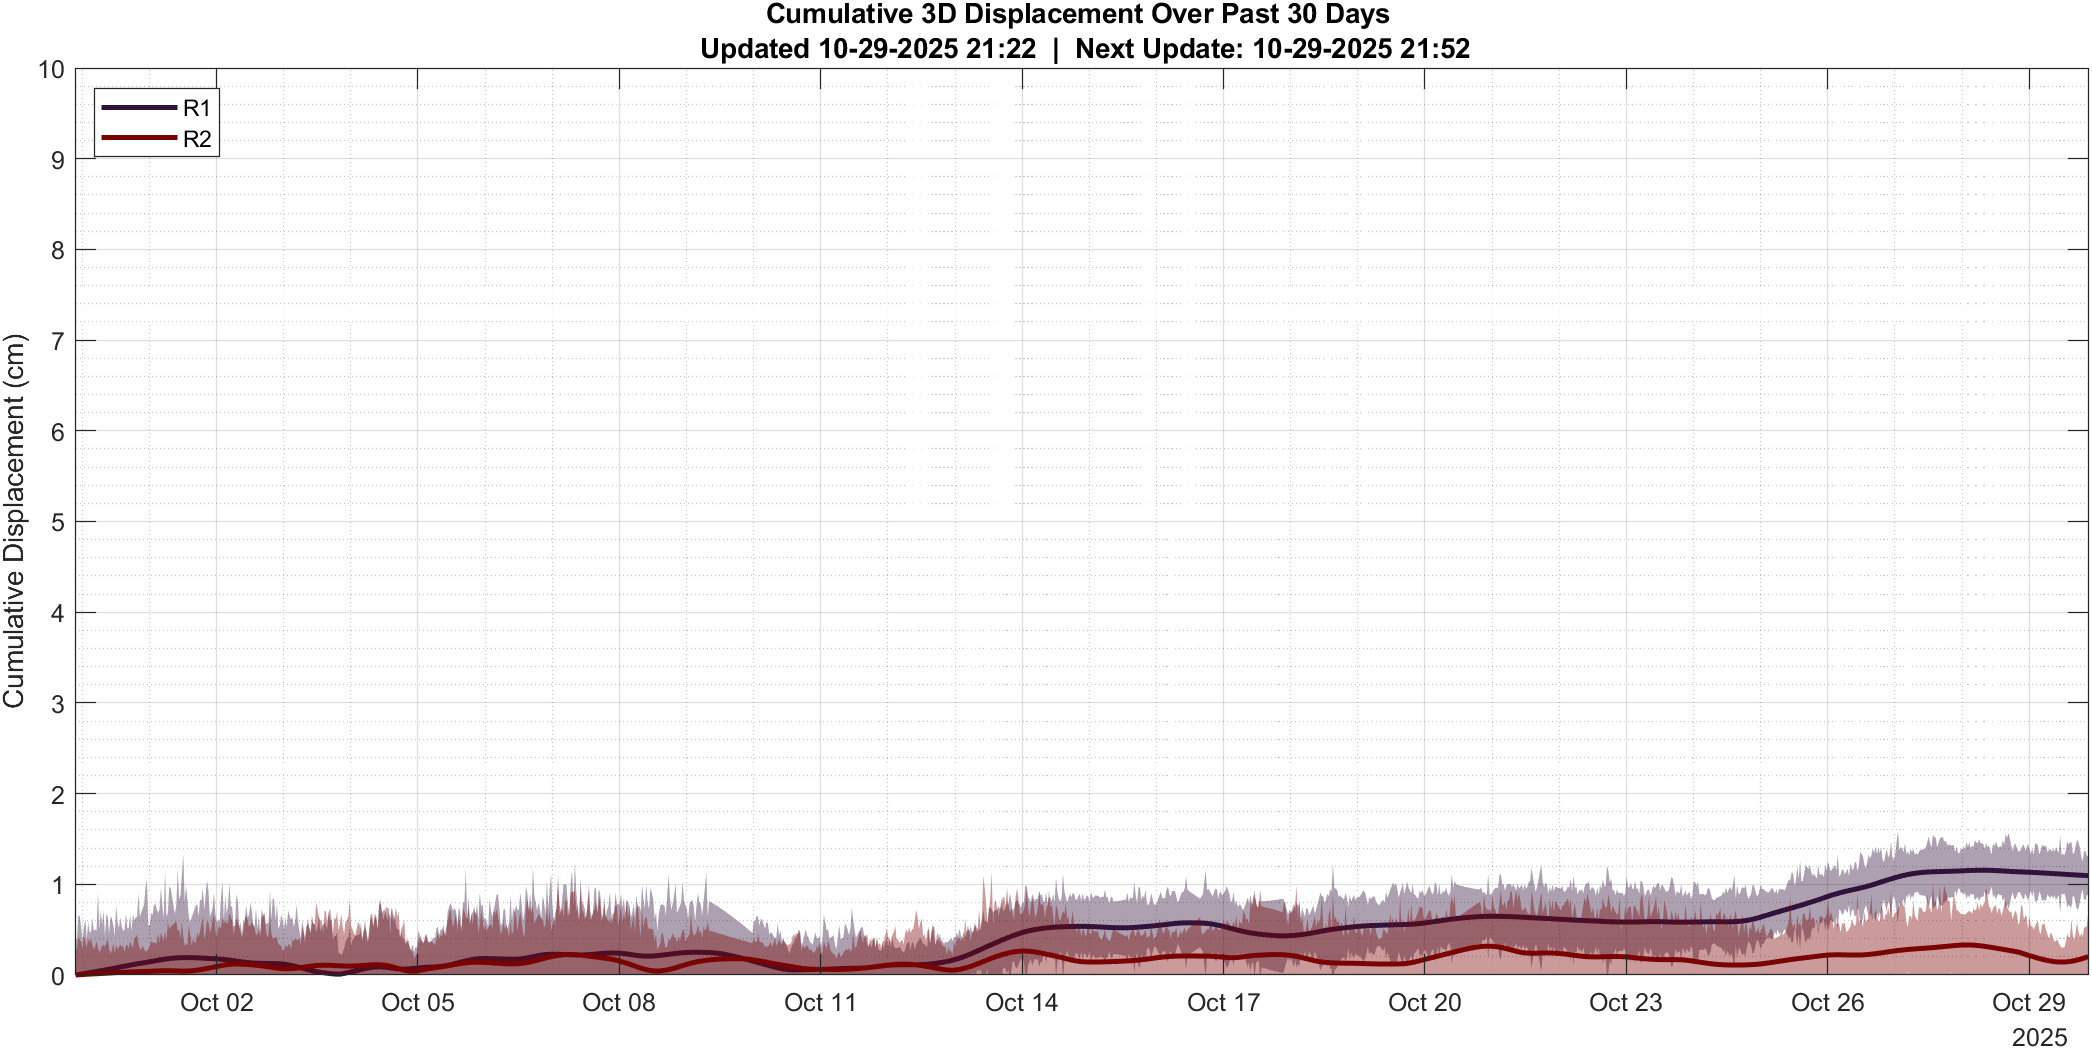 Cumulative 3D Displacement Over Past 30 Days
Updated 10-29-2025 21:22 | Next Update: 10-29-2025 21:52
R1
R2
Cumulative Displacement (cm)
10
9
8
7
6
5
4
3
2
1
0
Oct 02 Oct 05 Oct 08 Oct 11 Oct 14 Oct 17 Oct 20 Oct 23 Oct 26 Oct 29
2025